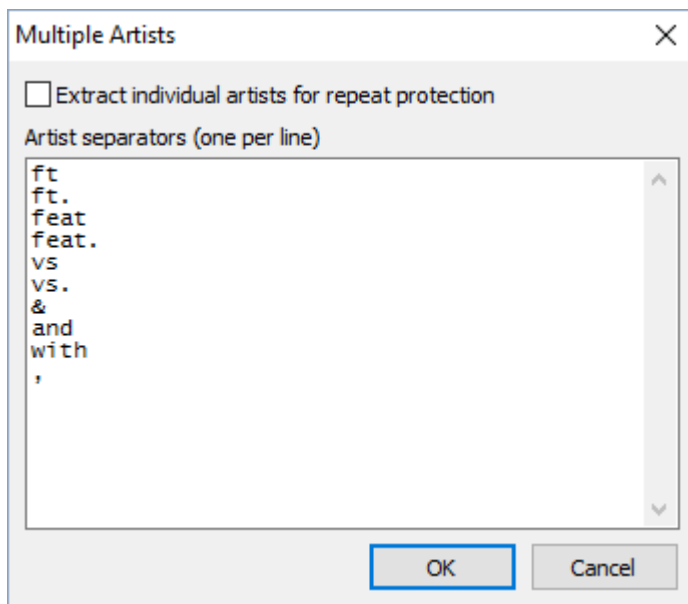 Multiple Artists
Extract individual artists for repeat protection
Artist separators (one per line)
ft
ft.
feat
feat.
vs
vs.
&
and
with
,
OK
Cancel